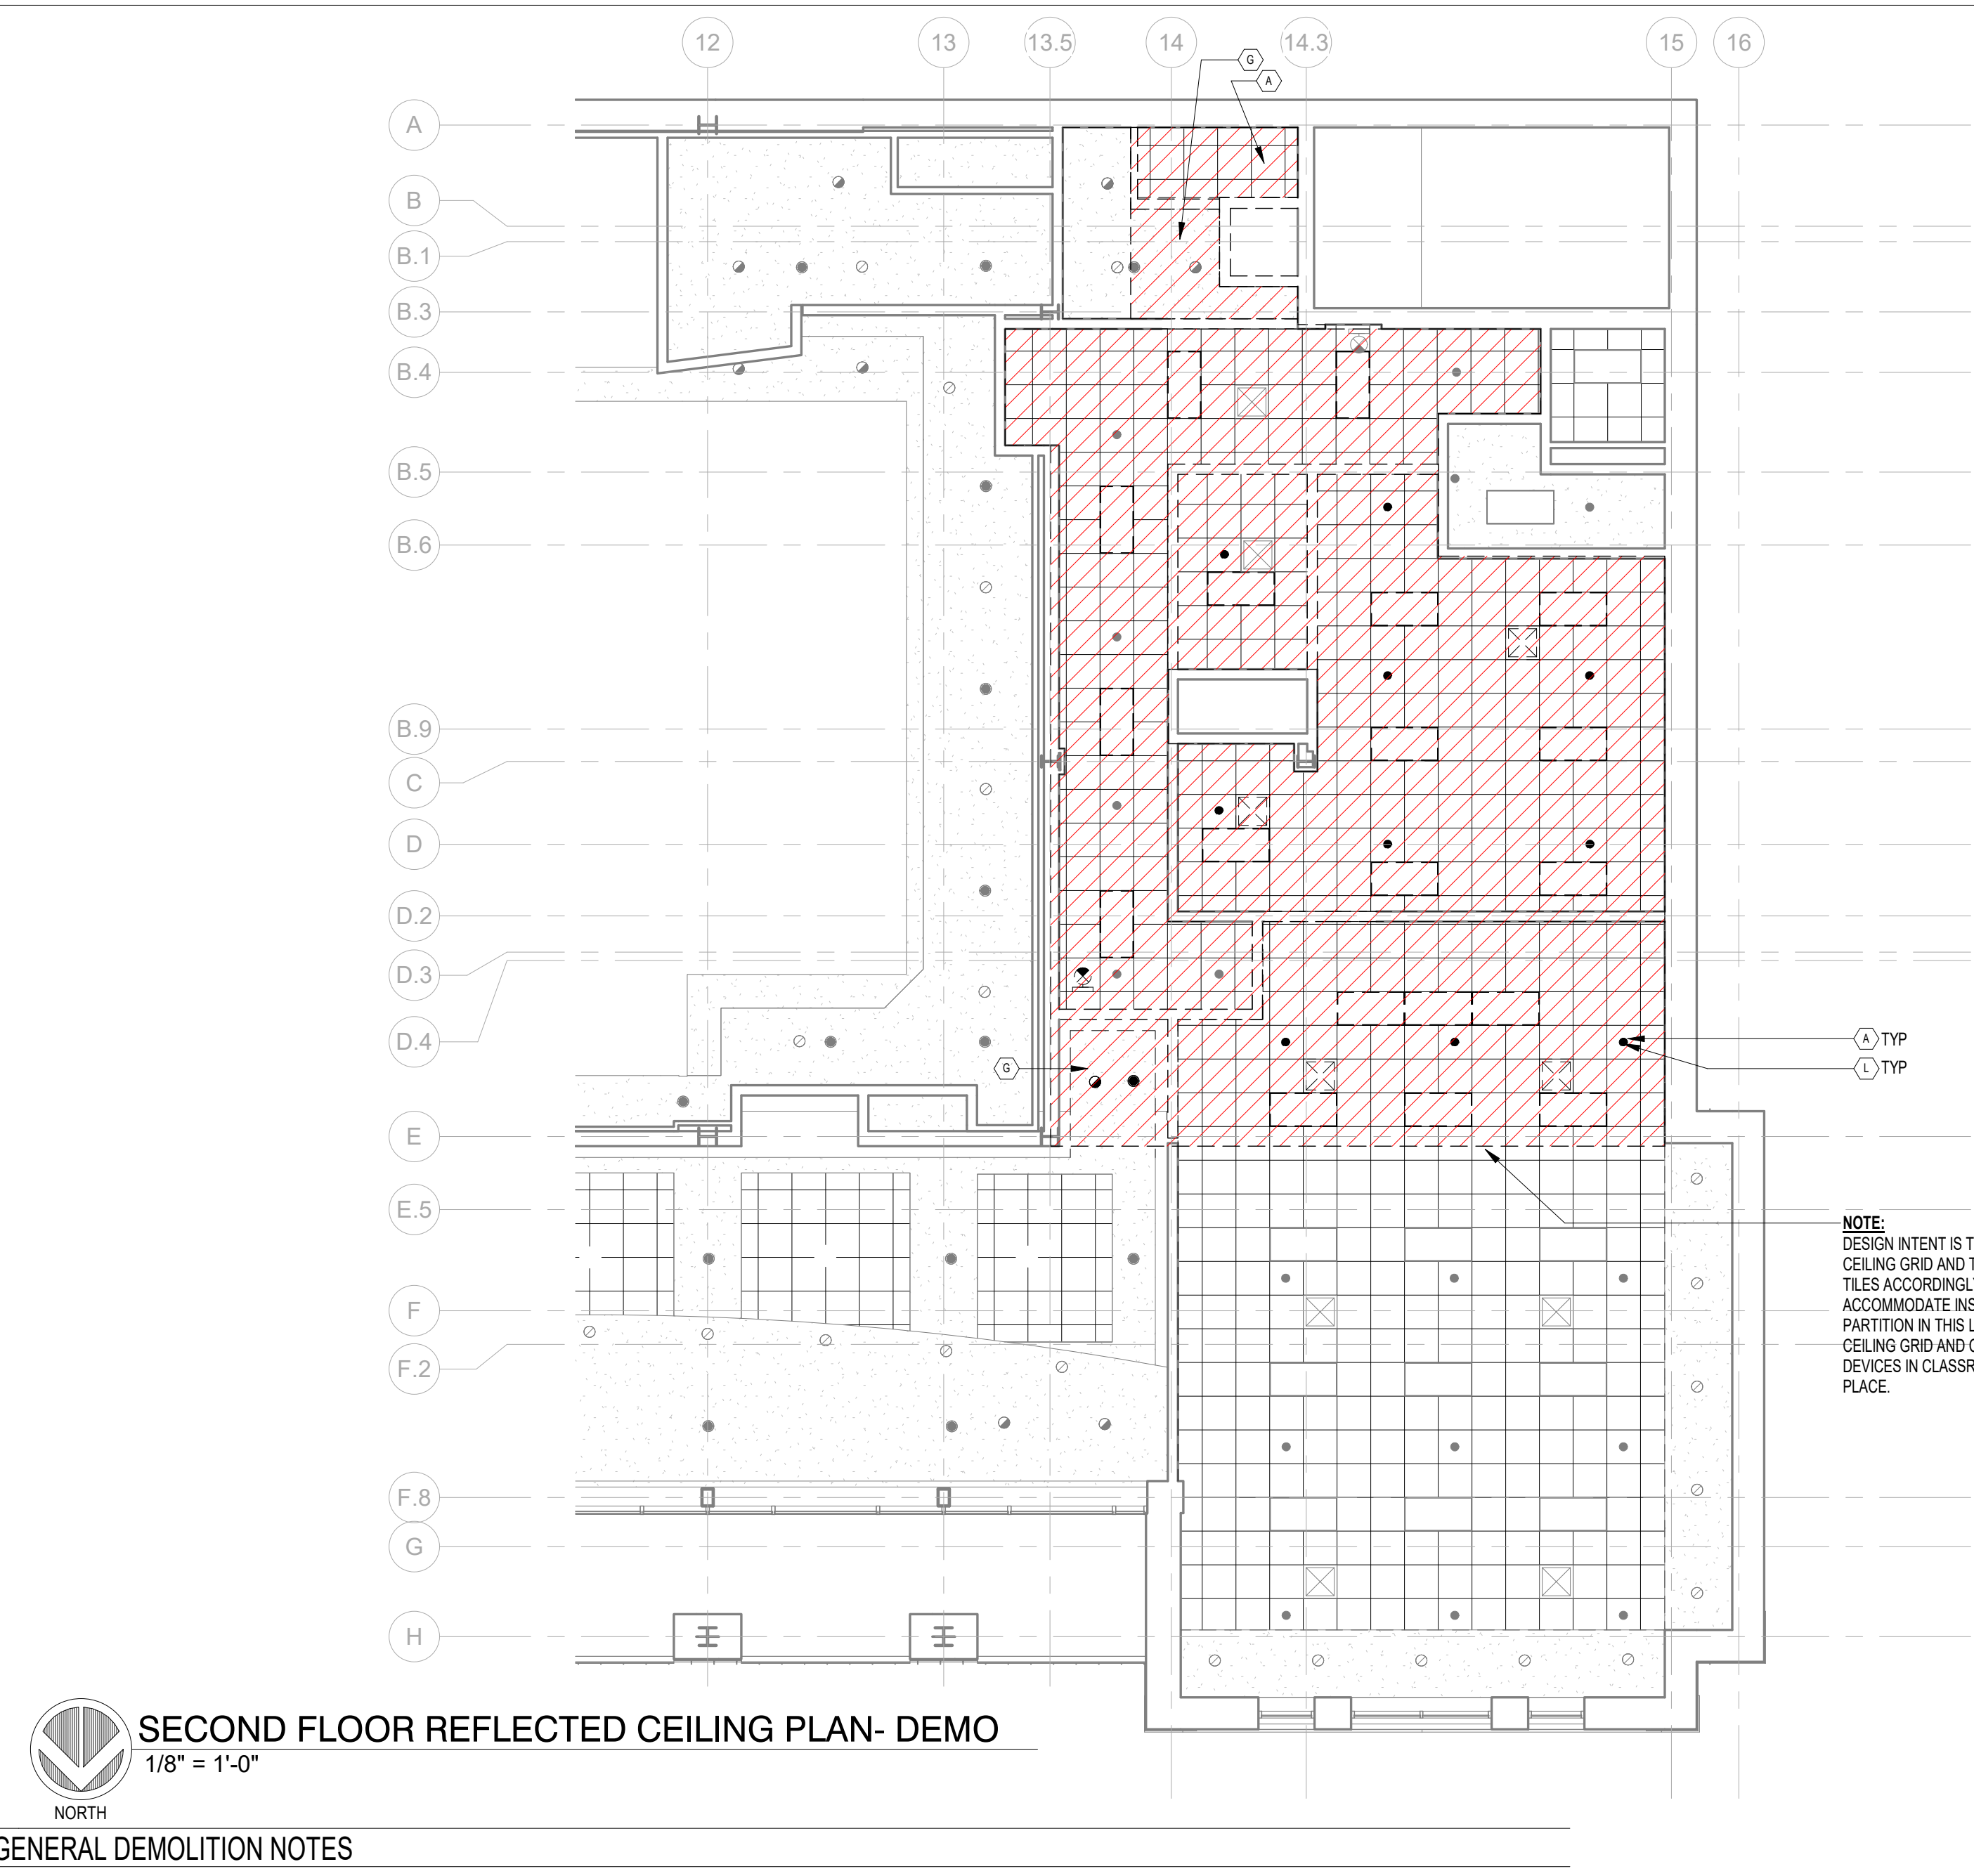 12 13 13.5 14 14.3 15 16
G
A
A
B
B.1
B.3
B.4
B.5
B.6
B.9
C
D
D.2
D.3
D.4
E
E.5
F
F.2
F.8
G
H
A TYP
L TYP
G
NOTE:
DESIGN INTENT IS T
CEILING GRID AND T
TILES ACCORDINGL
ACCOMMODATE INS
PARTITION IN THIS L
CEILING GRID AND
DEVICES IN CLASSR
PLACE.
SECOND FLOOR REFLECTED CEILING PLAN- DEMO
1/8" = 1'-0"
NORTH
GENERAL DEMOLITION NOTES